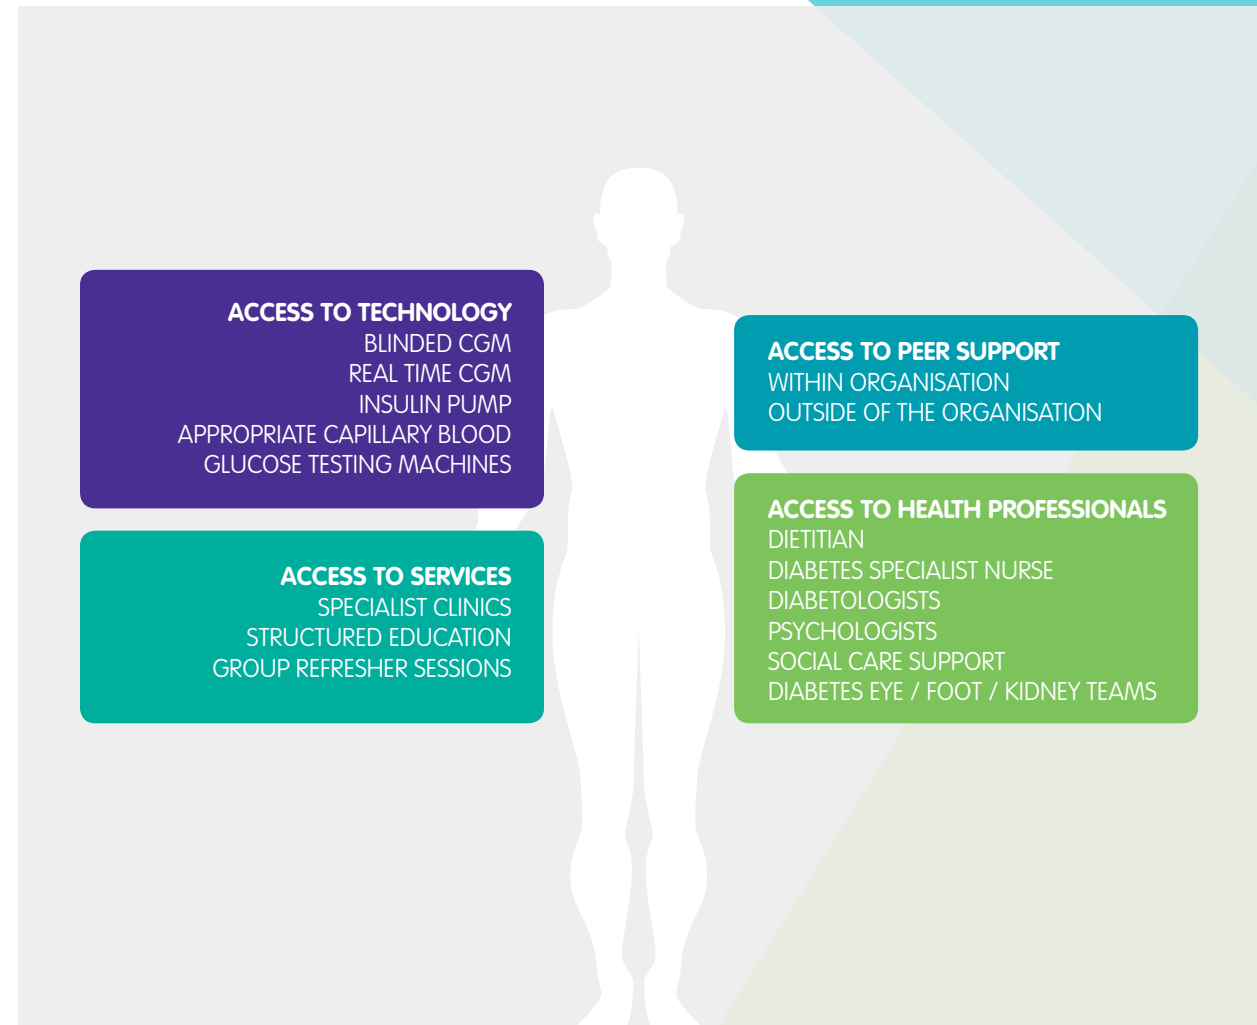 ACCESS TO TECHNOLOGY
BLINDED CGM
REAL TIME CGM
INSULIN PUMP
APPROPRIATE CAPILLARY BLOOD
GLUCOSE TESTING MACHINES
ACCESS TO SERVICES
SPECIALIST CLINICS
STRUCTURED EDUCATION
GROUP REFRESHER SESSIONS
ACCESS TO PEER SUPPORT
WITHIN ORGANISATION
OUTSIDE OF THE ORGANISATION
ACCESS TO HEALTH PROFESSIONALS
DIETITIAN
DIABETES SPECIALIST NURSE
DIABETOLOGISTS
PSYCHOLOGISTS
SOCIAL CARE SUPPORT
DIABETES EYE / FOOT / KIDNEY TEAMS